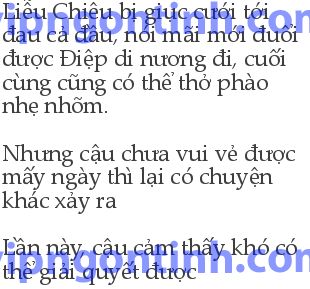 Liễu Chiêu bị giục cưới tới
đau cả đầu, nói mãi mới đuổi
được Điệp di nương đi, cuối
cùng cũng có thể thở phào
nhẹ nhõm.

Nhưng cậu chưa vui vẻ được
mấy ngày thì lại có chuyện
khác xảy ra

Lần này, cậu cảm thấy khó có
thể giải quyết được
vipngontinh.com